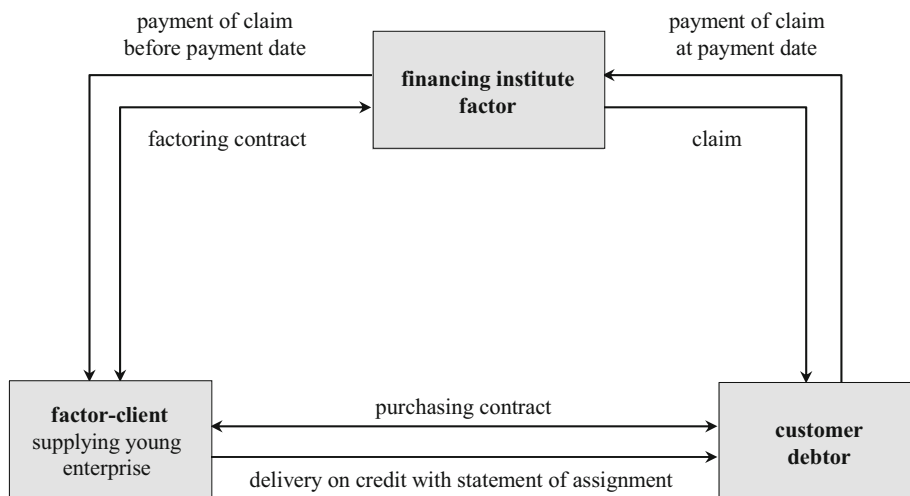 payment of claim
before payment date
payment of claim
at payment date
financing institute
factor
factoring contract
claim
factor-client
supplying young
enterprise
purchasing contract
customer
debtor
delivery on credit with statement of assignment